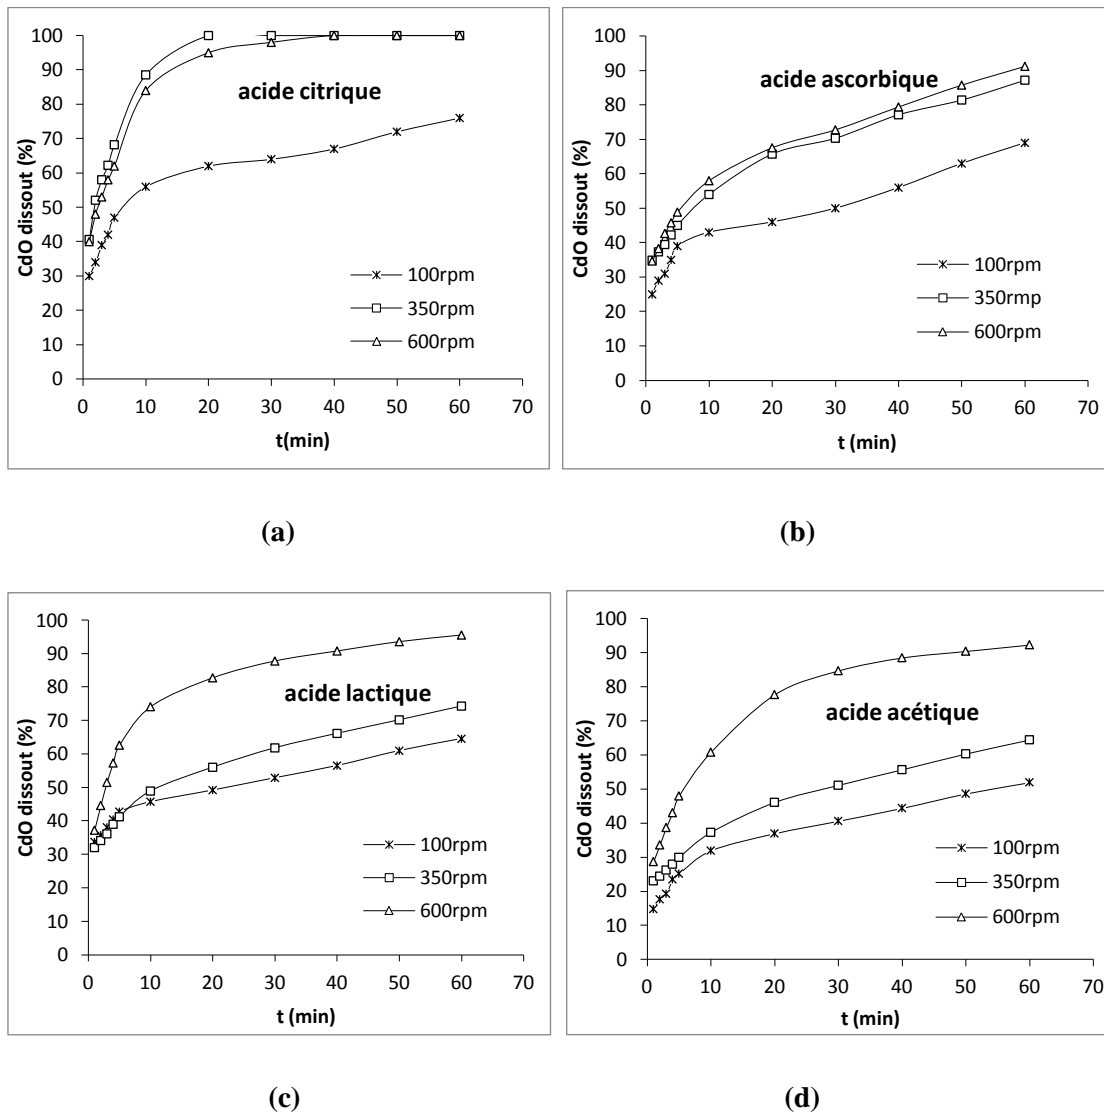 100
90
80
70
60
50
40
30
20
10
0
CdO dissout (%)
acide citrique
100rpm
350rpm
600rpm
0 10 20 30 40 50 60 70
t(min)
(a)
100
90
80
70
60
50
40
30
20
10
0
CdO dissout (%)
acide ascorbique
100rpm
350rmp
600rpm
0 10 20 30 40 50 60 70
t (min)
(b)
100
90
80
70
60
50
40
30
20
10
0
CdO dissout (%)
acide lactique
100rpm
350rpm
600rpm
0 10 20 30 40 50 60 70
t (min)
(c)
100
90
80
70
60
50
40
30
20
10
0
CdO dissout (%)
acide acétique
100rpm
350rpm
600rpm
0 10 20 30 40 50 60 70
t (min)
(d)